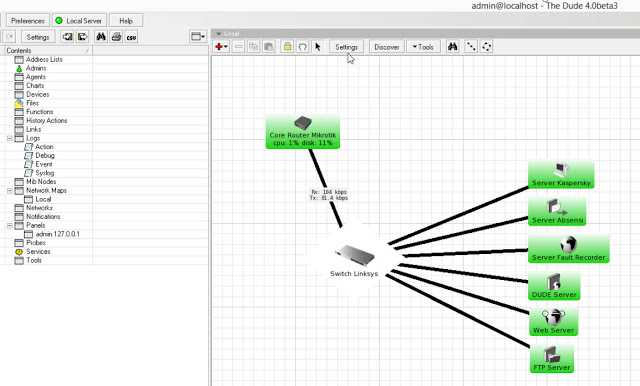 admin@localhost - The Dude 4.0beta3
Preferences
Local Server
Help
Settings
CSV
Contents
Address Lists
Admins
Agents
Charts
Devices
Files
Functions
History Actions
Links
Logs
Action
Debug
Event
Syslog
Mib Nodes
Network Maps
Local
Networks
Notifications
Panels
admin 127.0.0.1
Probes
Services
Tools
Local
Settings
Discover
Tools
Core Router Mikrotik
cpu: 1% disk: 11%
Rx: 104 kbps
Tx: 81.4 kbps
Switch Linksys
Server Kaspersky
Server Absensi
Server Fault Recorder
DUDE Server
Web Server
FTP Server